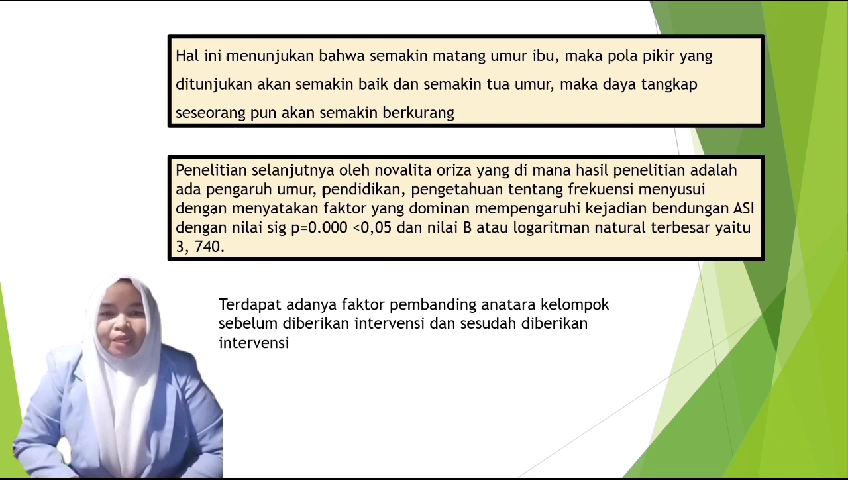 Hal ini menunjukan bahwa semakin matang umur ibu, maka pola pikir yang
ditunjukan akan semakin baik dan semakin tua umur, maka daya tangkap
seseorang pun akan semakin berkurang
Penelitian selanjutnya oleh novalita oriza yang di mana hasil penelitian adalah
ada pengaruh umur, pendidikan, pengetahuan tentang frekuensi menyusui
dengan menyatakan faktor yang dominan mempengaruhi kejadian bendungan ASI
dengan nilai sig p=0.000 <0,05 dan nilai B atau logaritman natural terbesar yaitu
3, 740.
Terdapat adanya faktor pembanding anatara kelompok
sebelum diberikan intervensi dan sesudah diberikan
intervensi